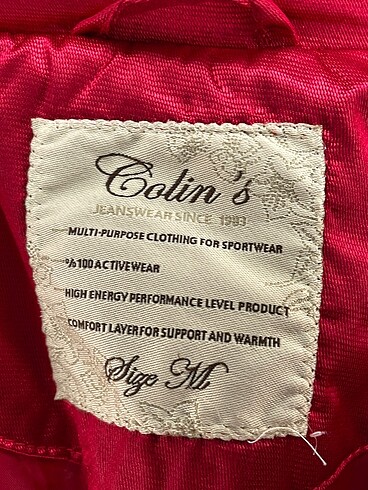 Colin's
JEANSWEAR SINCE 1983
MULTI-PURPOSE CLOTHING FOR SPORTWEAR
%100 ACTIVEWEAR
HIGH ENERGY PERFORMANCE LEVEL PRODUCT
COMFORT LAYER FOR SUPPORT AND WARMTH
Size M